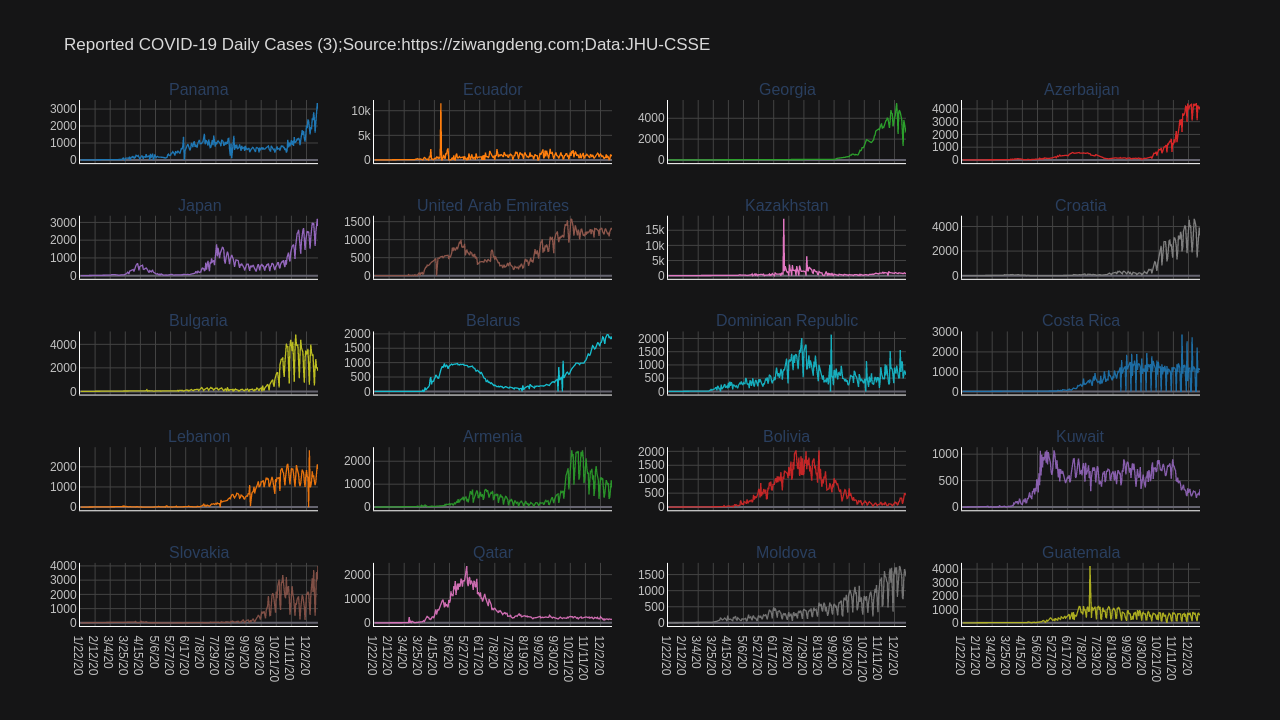 Reported COVID-19 Daily Cases (3);Source:https://ziwangdeng.com;Data:JHU-CSSE
Panama
3000
2000
1000
0
Ecuador
10k
5k
0
Georgia
4000
2000
0
Azerbaijan
4000
3000
2000
1000
0
Japan
3000
2000
1000
0
United Arab Emirates
1500
1000
500
0
Kazakhstan
15k
10k
5k
0
Croatia
4000
2000
0
Bulgaria
4000
2000
0
Belarus
2000
1500
1000
500
0
Dominican Republic
2000
1500
1000
500
0
Costa Rica
3000
2000
1000
0
Lebanon
2000
1000
0
Armenia
2000
1000
0
Bolivia
2000
1500
1000
500
0
Kuwait
1000
500
0
Slovakia
4000
3000
2000
1000
0
Qatar
2000
1000
0
Moldova
1500
1000
500
0
Guatemala
4000
3000
2000
1000
0
1/22/20 2/12/20 3/4/20 3/25/20 4/15/20 5/6/20 5/27/20 6/17/20 7/8/20 7/29/20 8/19/20 9/9/20 9/30/20 10/21/20 11/11/20 12/2/20
1/22/20 2/12/20 3/4/20 3/25/20 4/15/20 5/6/20 5/27/20 6/17/20 7/8/20 7/29/20 8/19/20 9/9/20 9/30/20 10/21/20 11/11/20 12/2/20
1/22/20 2/12/20 3/4/20 3/25/20 4/15/20 5/6/20 5/27/20 6/17/20 7/8/20 7/29/20 8/19/20 9/9/20 9/30/20 10/21/20 11/11/20 12/2/20
1/22/20 2/12/20 3/4/20 3/25/20 4/15/20 5/6/20 5/27/20 6/17/20 7/8/20 7/29/20 8/19/20 9/9/20 9/30/20 10/21/20 11/11/20 12/2/20